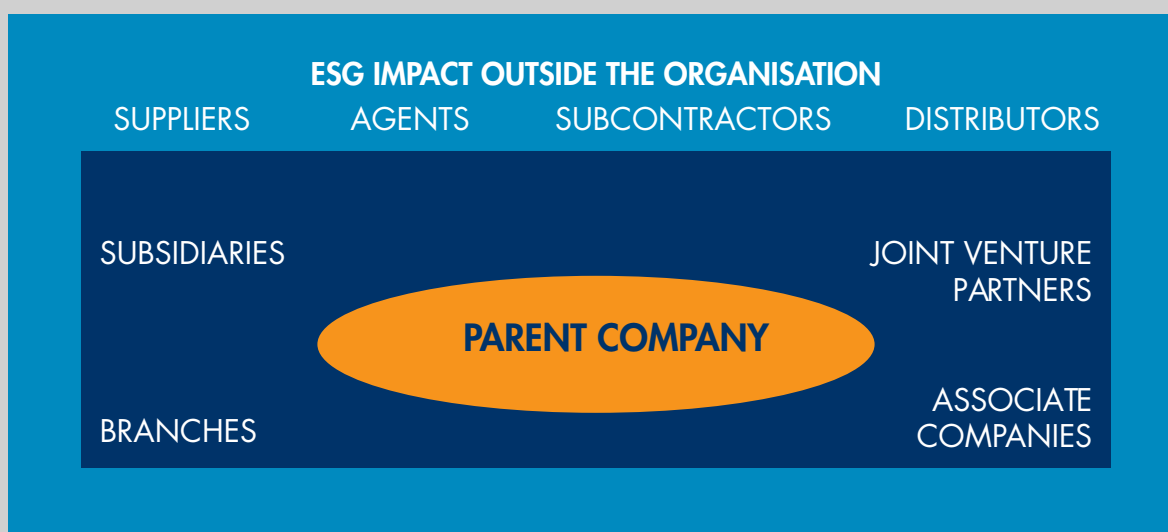 ESG IMPACT OUTSIDE THE ORGANISATION
SUPPLIERS AGENTS SUBCONTRACTORS DISTRIBUTORS
SUBSIDIARIES
JOINT VENTURE
PARTNERS
PARENT COMPANY
BRANCHES
ASSOCIATE
COMPANIES